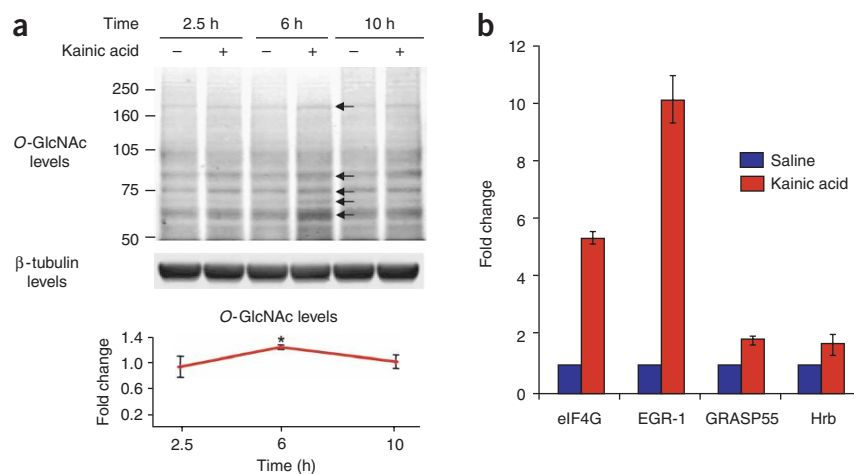 a
Time 2.5 h 6 h 10 h
Kainic acid – + – + – +
250
160
105
75
50
O-GlcNAc
levels
β-tubulin
levels
O-GlcNAc levels
Fold change
1.4
1.0
0.6
0.2
*
2.5 6 10
Time (h)
b
Fold change
12
10
8
6
4
2
0
Saline
Kainic acid
eIF4G EGR-1 GRASP55 Hrb